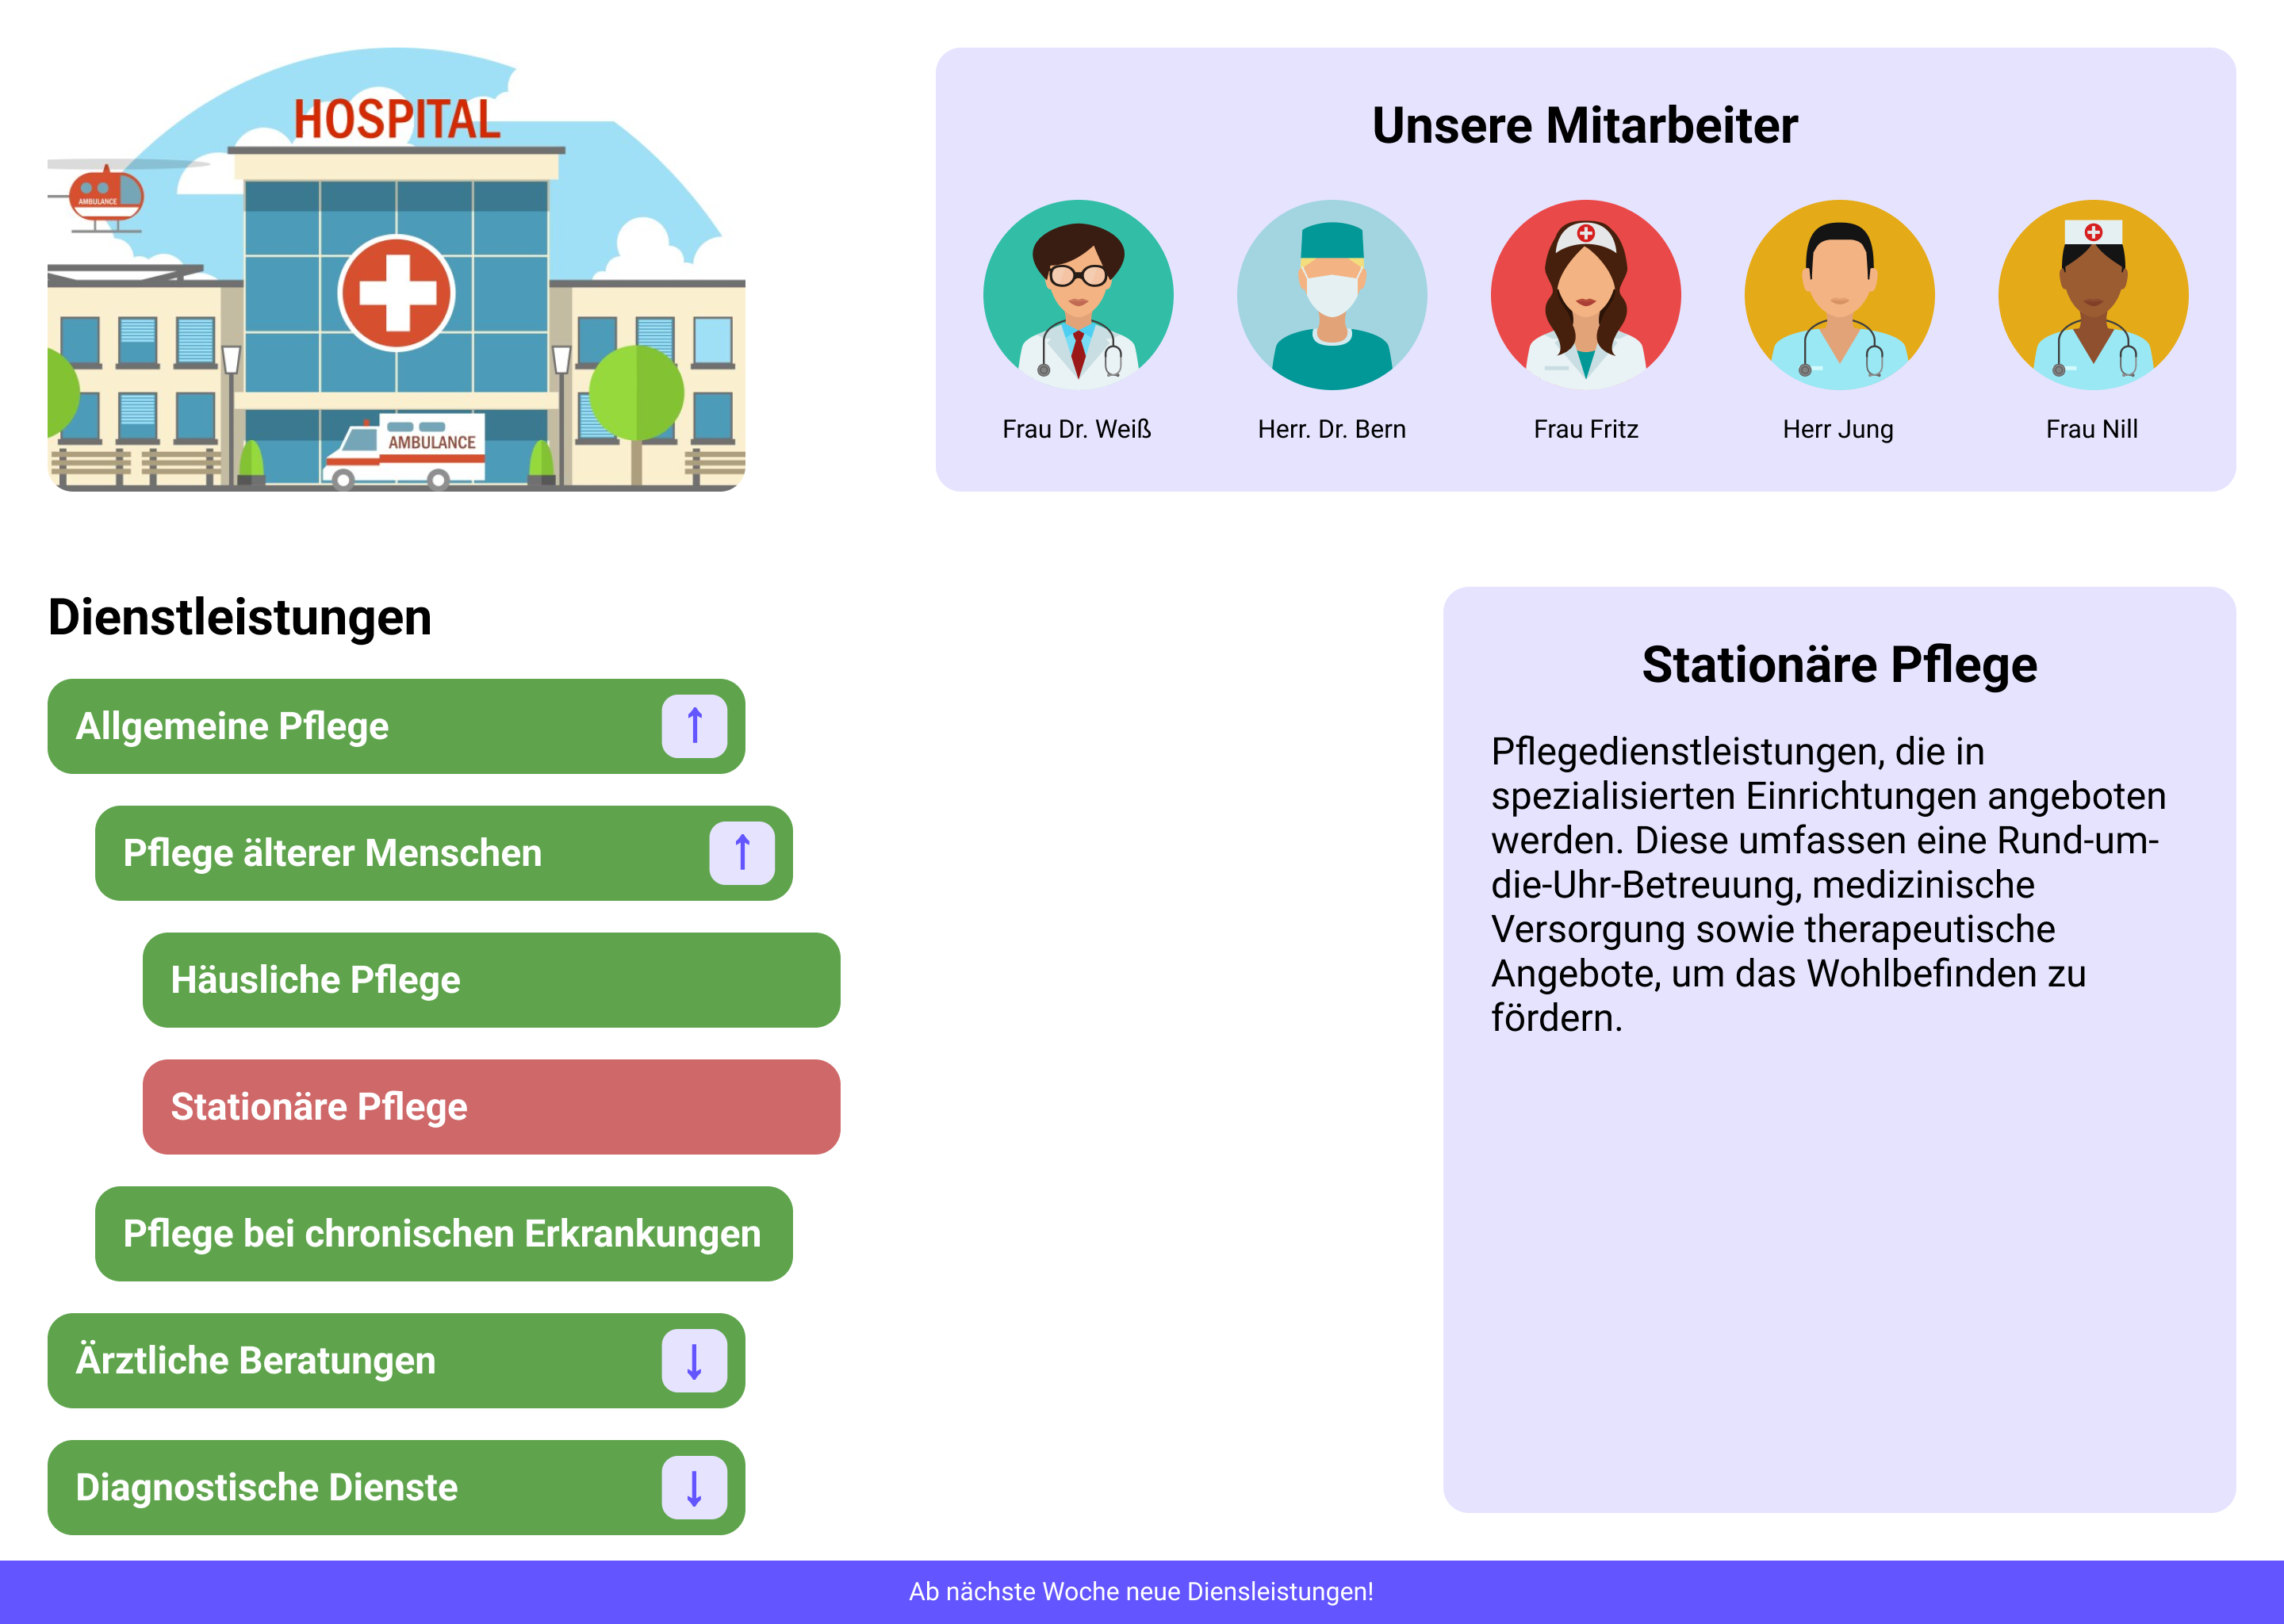 HOSPITAL
AMBULANCE
AMBULANCE
Unsere Mitarbeiter
Frau Dr. Weiß
Herr. Dr. Bern
Frau Fritz
Herr Jung
Frau Nill
Dienstleistungen
Allgemeine Pflege ↑
Pflege älterer Menschen ↑
Häusliche Pflege
Stationäre Pflege
Pflege bei chronischen Erkrankungen
Ärztliche Beratungen ↓
Diagnostische Dienste ↓
Stationäre Pflege
Pflegedienstleistungen, die in
spezialisierten Einrichtungen angeboten
werden. Diese umfassen eine Rund-um-
die-Uhr-Betreuung, medizinische
Versorgung sowie therapeutische
Angebote, um das Wohlbefinden zu
fördern.
Ab nächste Woche neue Diensleistungen!